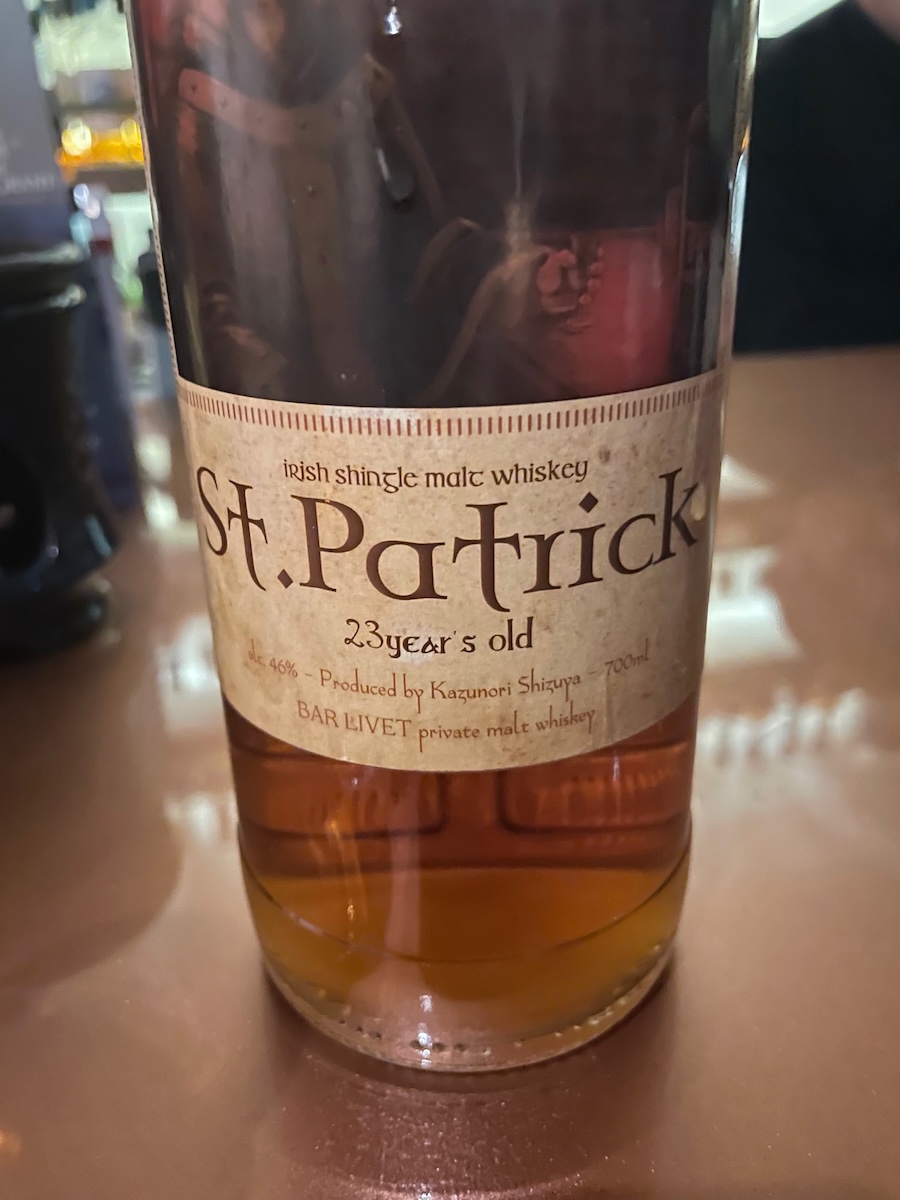 irish shingle malt whiskey
St.Patrick
23year's old
alc. 46% - Produced by Kazunori Shizuya - 700ml
BAR LIVET private malt whiskey